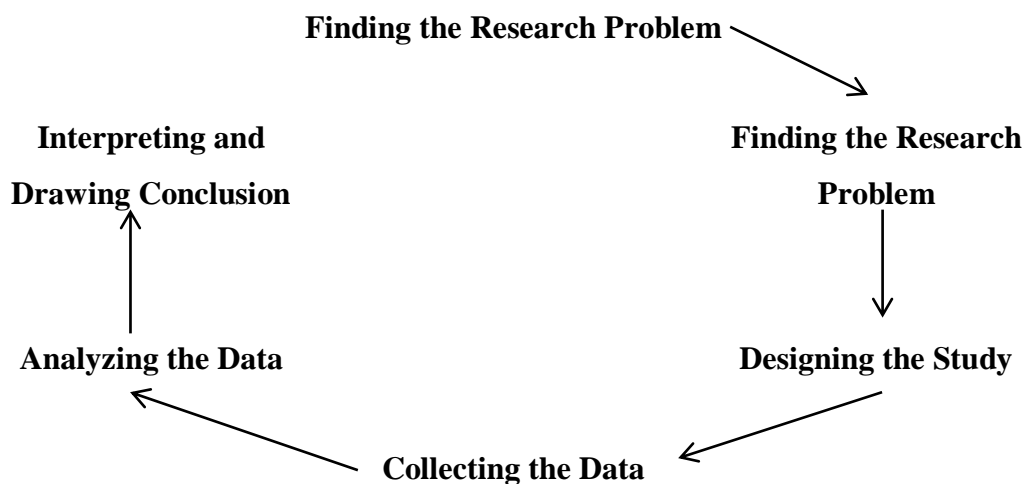 Finding the Research Problem
Finding the Research
Problem
Designing the Study
Collecting the Data
Analyzing the Data
Interpreting and
Drawing Conclusion